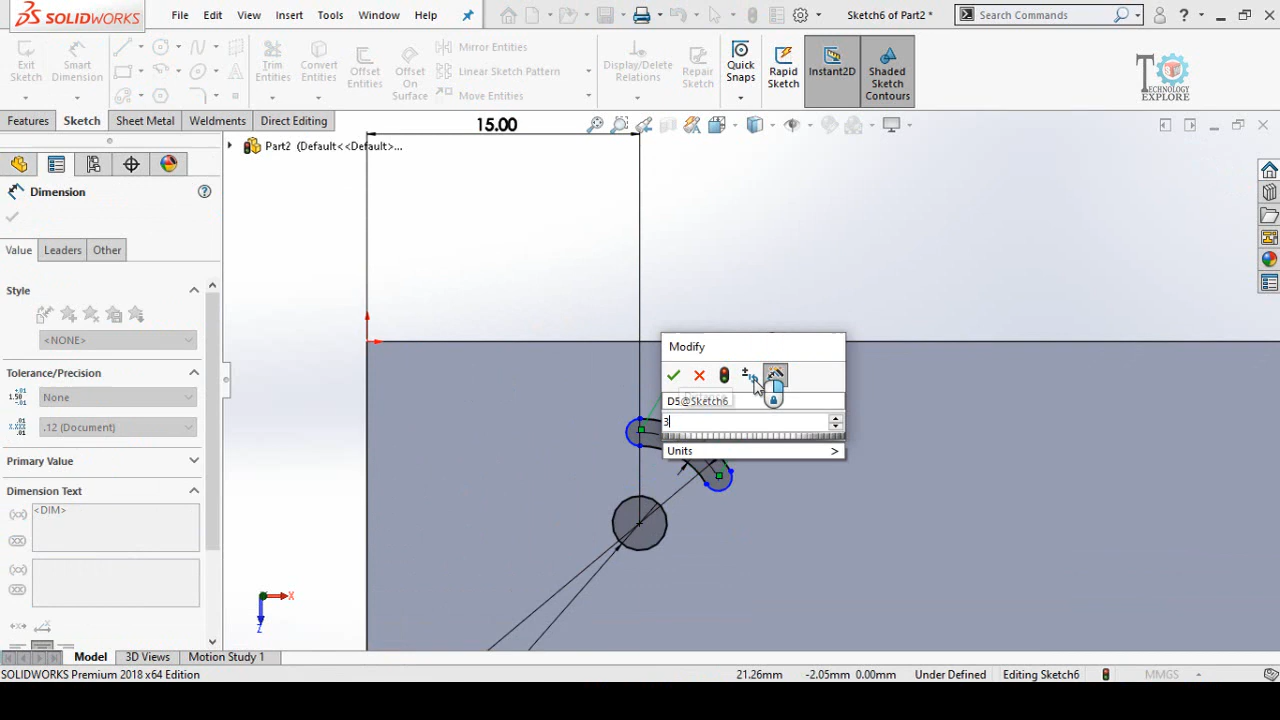 SOLIDWORKS
File Edit View Insert Tools Window Help
Sketch6 of Part2 *
Search Commands
Exit Sketch
Smart Dimension
Trim Entities
Convert Entities
Offset Entities
Offset On Surface
Mirror Entities
Linear Sketch Pattern
Move Entities
Display/Delete Relations
Repair Sketch
Quick Snaps
Rapid Sketch
Instant2D
Shaded Sketch Contours
TECHNOLOGY
EXPLORE
Features Sketch Sheet Metal Weldments Direct Editing
15.00
Part2 (Default<<Default>...
Dimension
Value Leaders Other
Style
<NONE>
Tolerance/Precision
None
.12 (Document)
Primary Value
Dimension Text
<DIM>
Modify
D5@Sketch6
3
Units >
X
Z
Model 3D Views Motion Study 1
SOLIDWORKS Premium 2018 x64 Edition
21.26mm -2.05mm 0.00mm Under Defined Editing Sketch6 MMGS